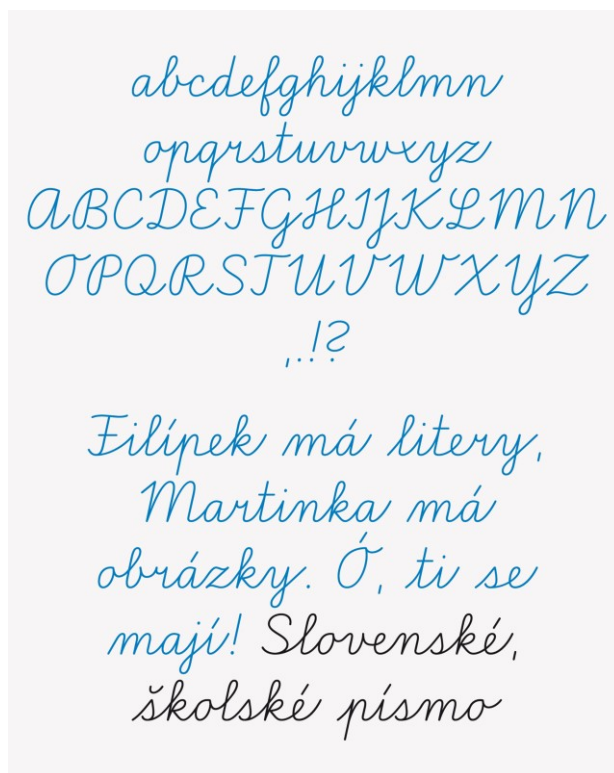 abcdefghijklmn
opqrstuvwxyz
ABCDEFGHIJKLMN
OPQRSTUVWXYZ
,.!?
Filípek má litery,
Martinka má
obrázky. Ó, ti se
mají! Slovenské,
školské písmo